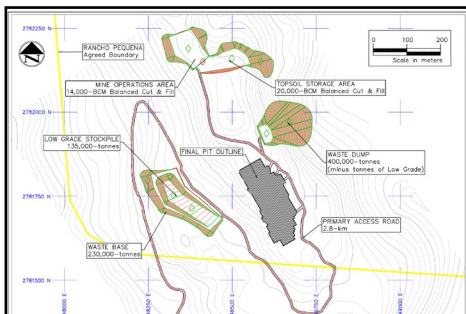 2782250 N
RANCHO PEQUENA
Agreed Boundary
0 100 200
Scale in meters
MINE OPERATIONS AREA
14,000-BCM Balanced Cut & Fill
TOPSOIL STORAGE AREA
20,000-BCM Balanced Cut & Fill
2782000 N
LOW GRADE STOCKPILE
135,000-tonnes
FINAL PIT OUTLINE
WASTE DUMP
400,000-tonnes
(minus tonnes of Low Grade)
2781750 N
PRIMARY ACCESS ROAD
2.8-km
WASTE BASE
230,000-tonnes
2781500 N